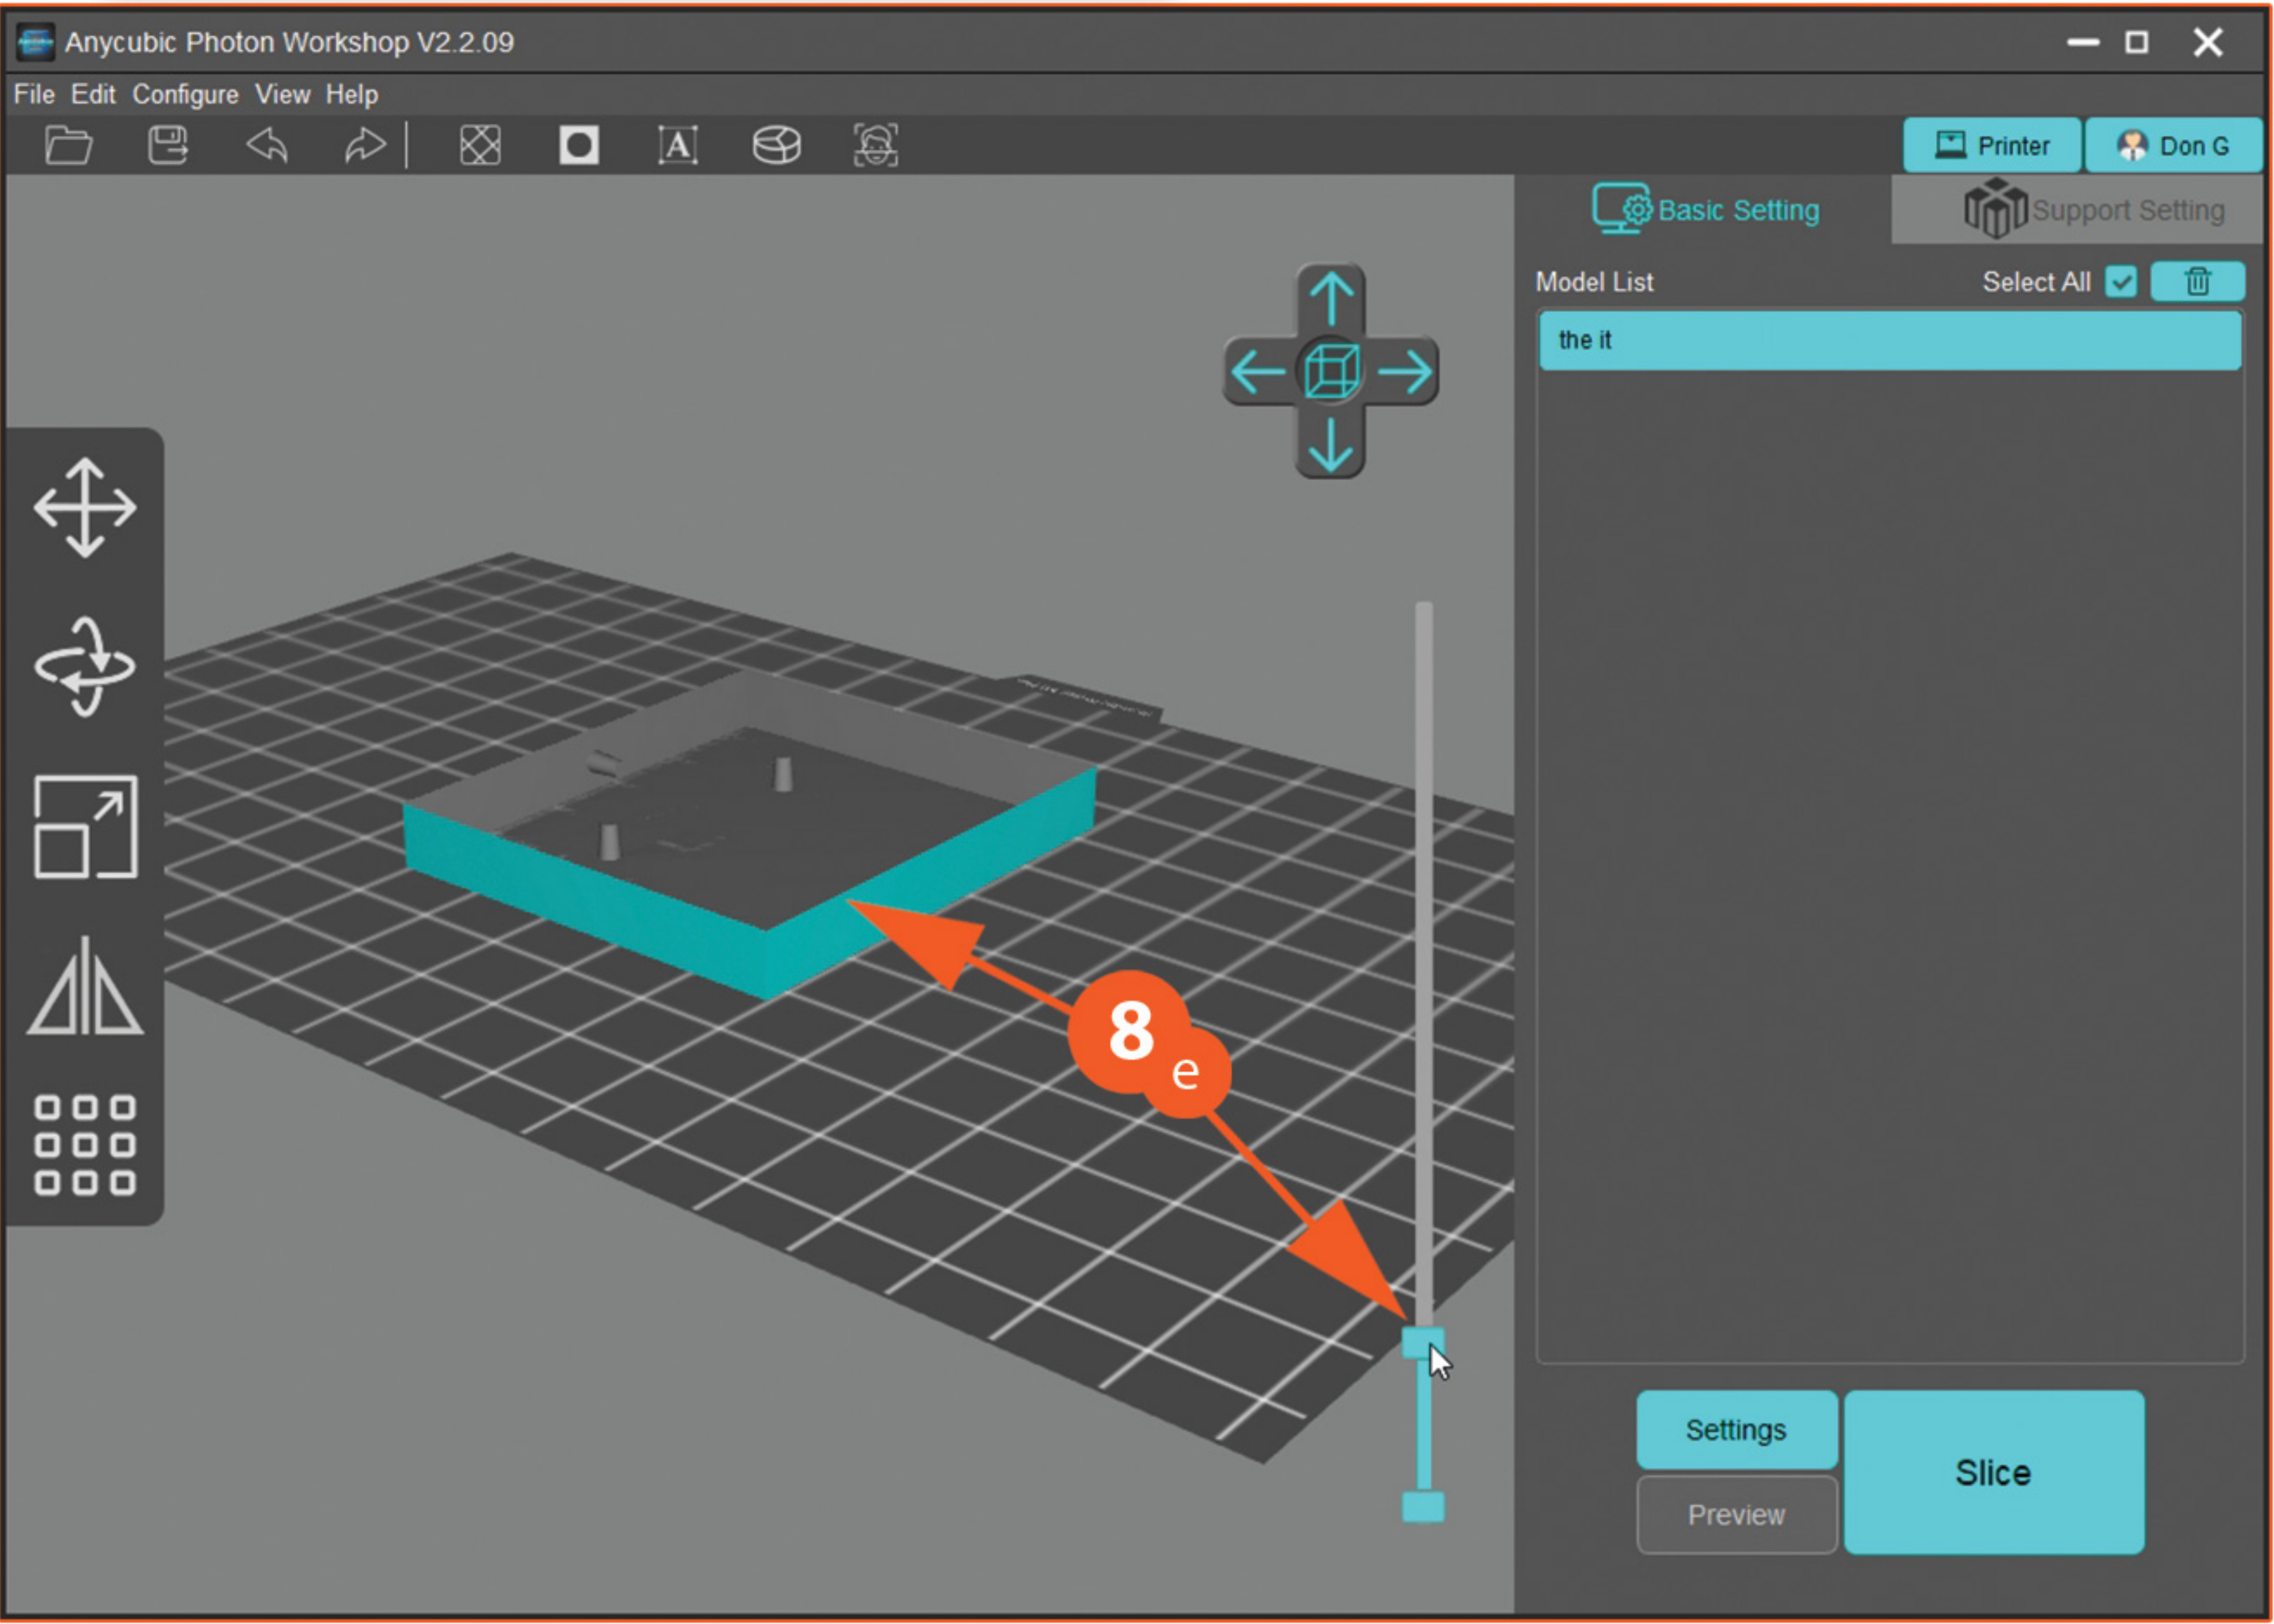 Anycubic Photon Workshop V2.2.09
File Edit Configure View Help
A
Printer
Don G
Basic Setting
Support Setting
Model List
Select All
the it
8
e
Settings
Slice
Preview